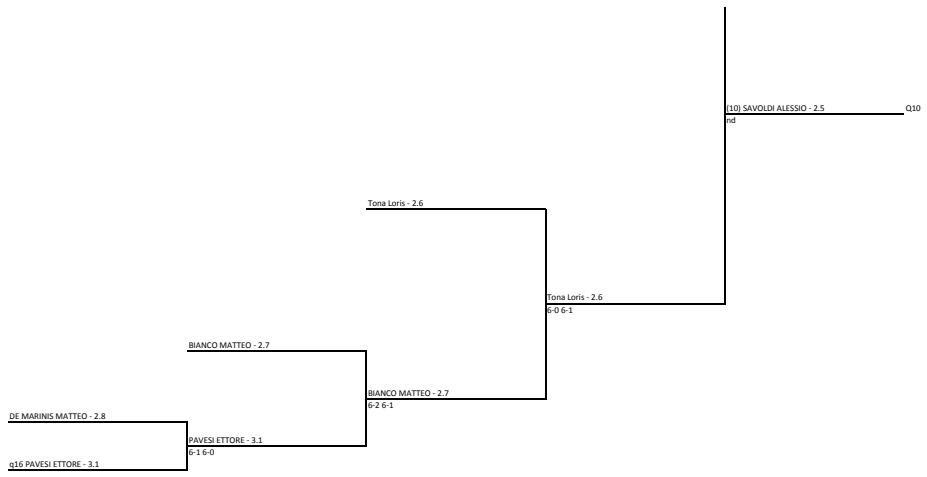 (10) SAVOLDI ALESSIO - 2.5
Q10
nd
Tona Loris - 2.6
Tona Loris - 2.6
6-0 6-1
BIANCO MATTEO - 2.7
BIANCO MATTEO - 2.7
6-2 6-1
DE MARINIS MATTEO - 2.8
PAVESI ETTORE - 3.1
6-1 6-0
q16 PAVESI ETTORE - 3.1